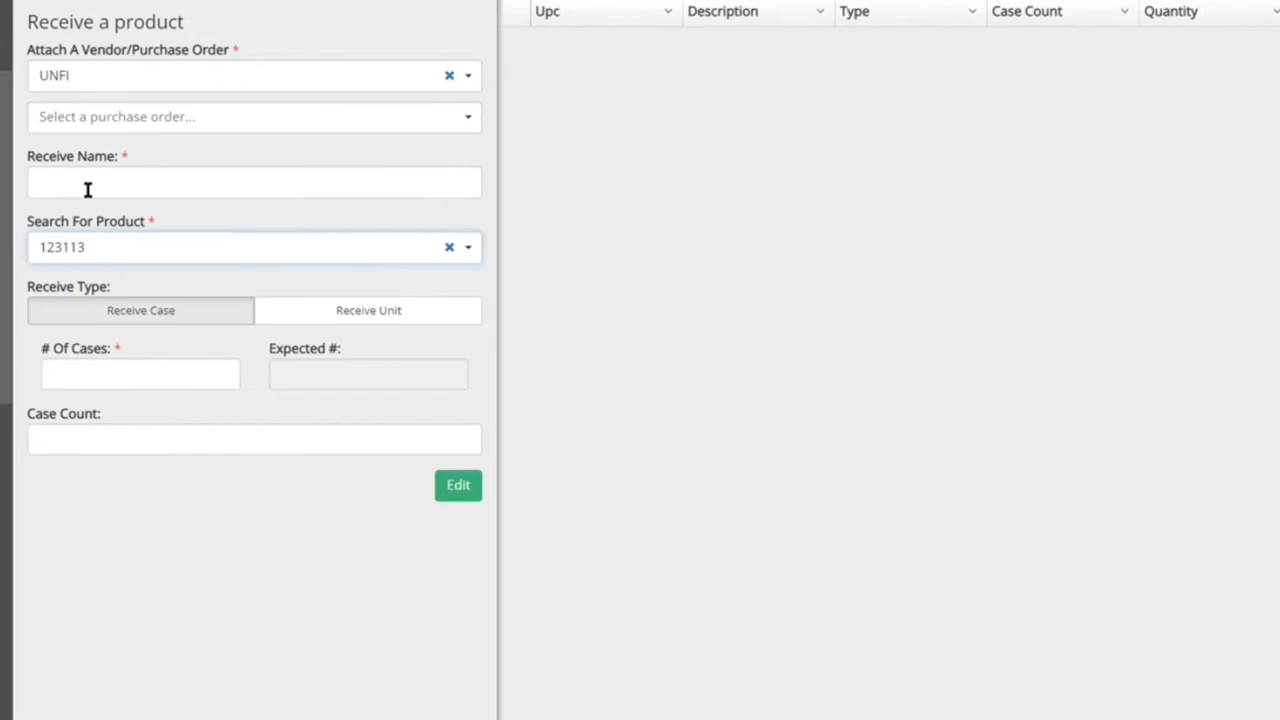 Receive a product
Attach A Vendor/Purchase Order *
UNFI
Select a purchase order...
Receive Name: *
Search For Product *
123113
Receive Type:
Receive Case Receive Unit
# Of Cases: * Expected #:
Case Count:
Edit
Upc Description Type Case Count Quantity